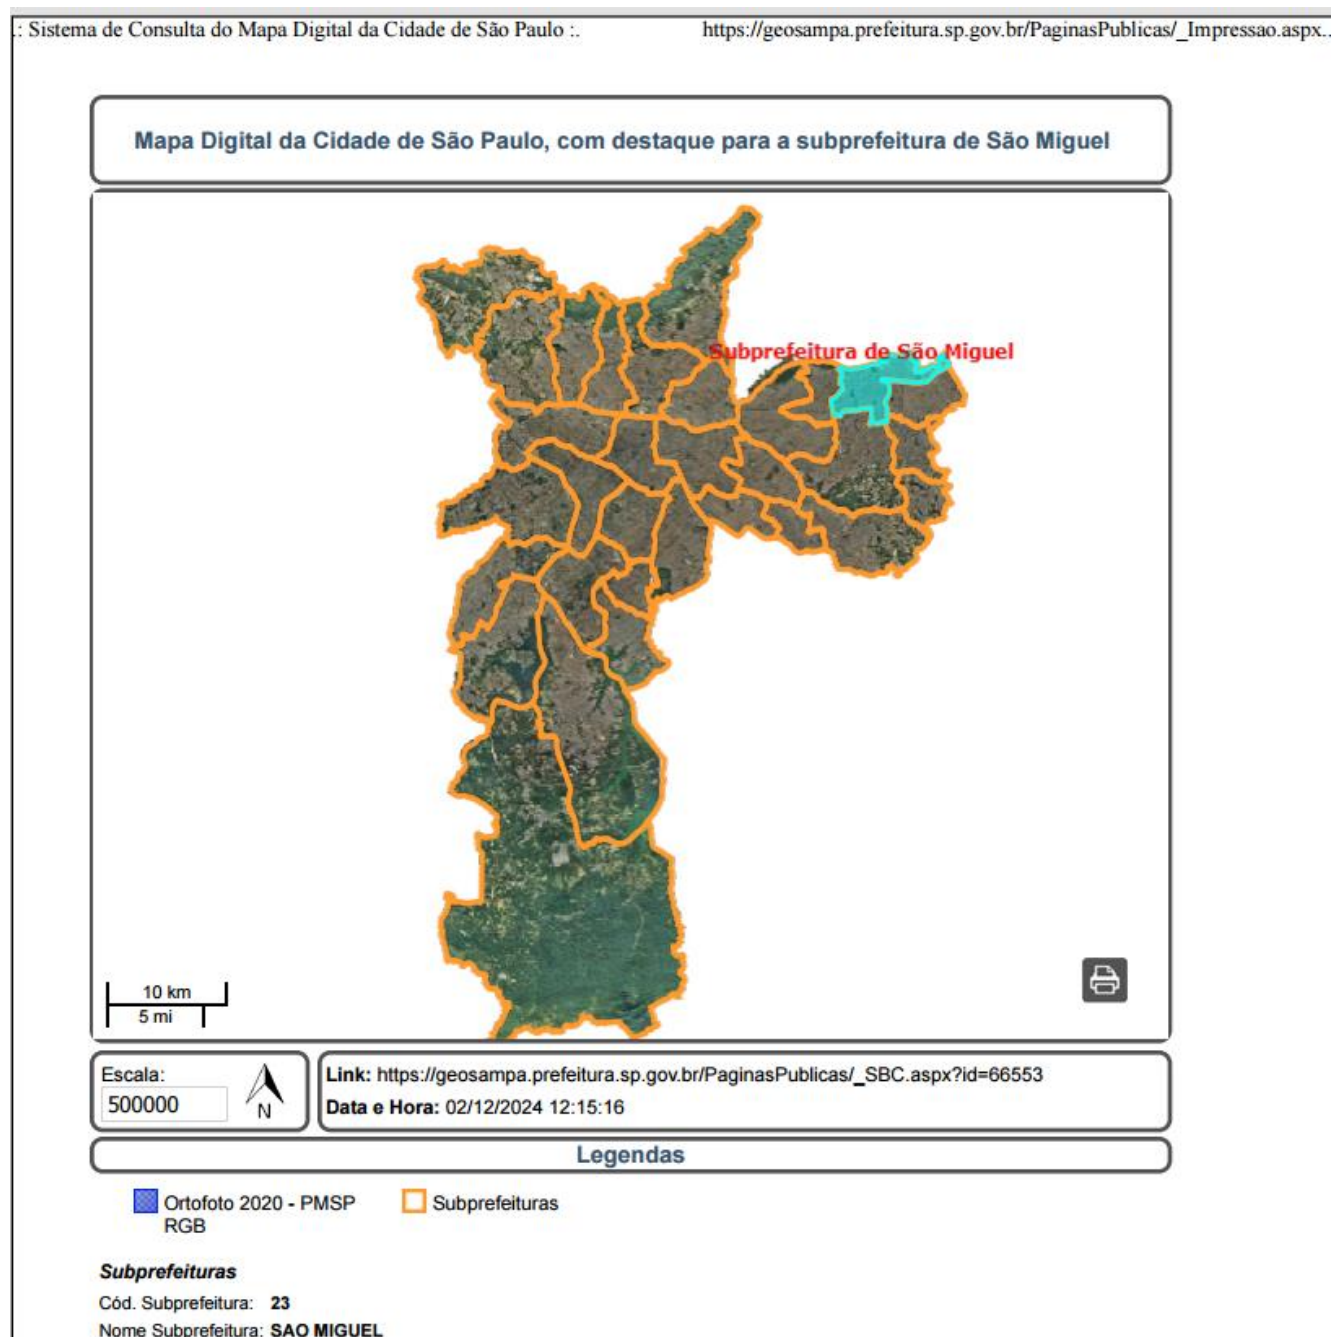 .: Sistema de Consulta do Mapa Digital da Cidade de São Paulo :.
https://geosampa.prefeitura.sp.gov.br/PaginasPublicas/_Impressao.aspx...
Mapa Digital da Cidade de São Paulo, com destaque para a subprefeitura de São Miguel
Subprefeitura de São Miguel
10 km
5 mi
Escala:
500000
N
Link: https://geosampa.prefeitura.sp.gov.br/PaginasPublicas/_SBC.aspx?id=66553
Data e Hora: 02/12/2024 12:15:16
Legendas
Ortofoto 2020 - PMSP
RGB
Subprefeituras
Subprefeituras
Cód. Subprefeitura: 23
Nome Subprefeitura: SAO MIGUEL